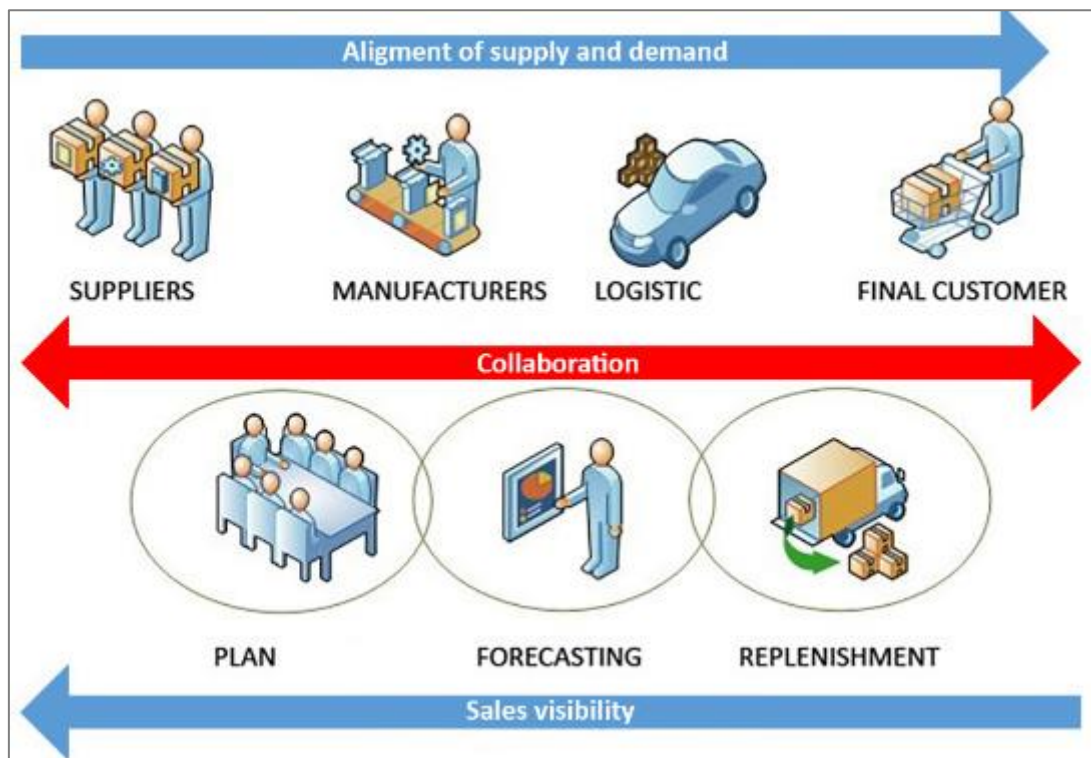 Aligment of supply and demand
SUPPLIERS
MANUFACTURERS
LOGISTIC
FINAL CUSTOMER
Collaboration
PLAN
FORECASTING
REPLENISHMENT
Sales visibility